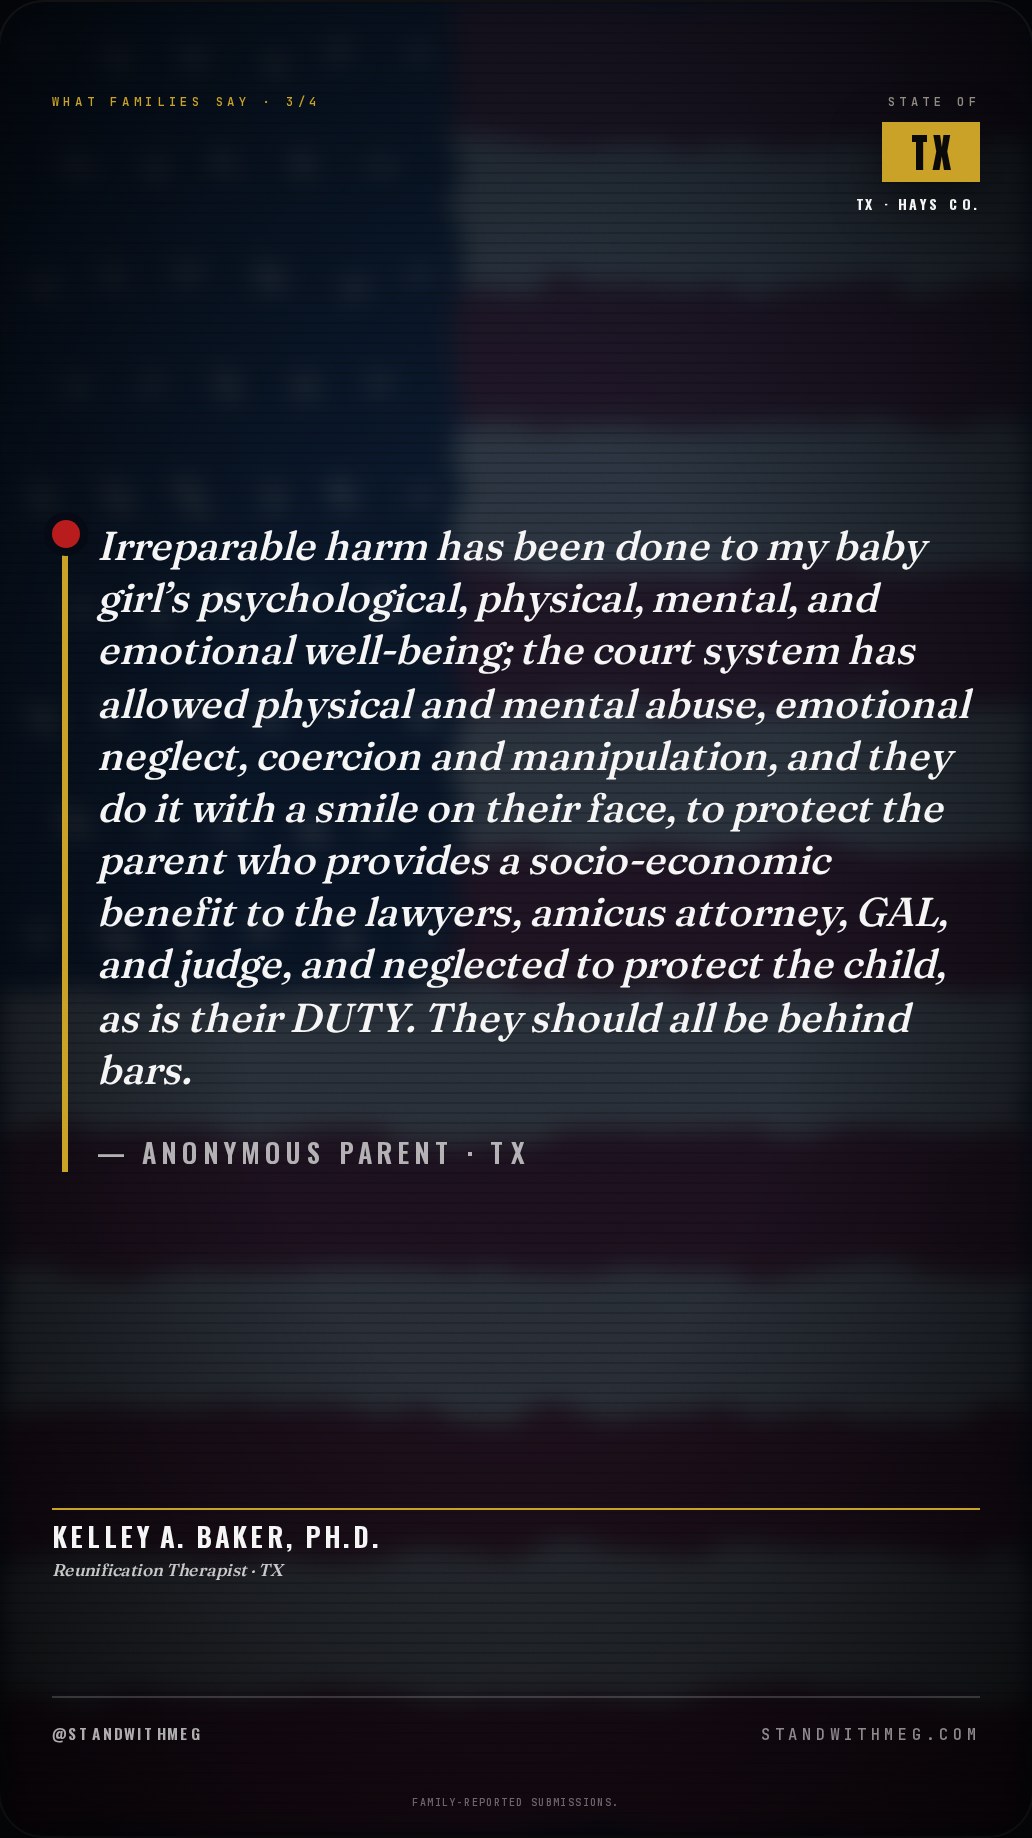 WHAT FAMILIES SAY · 3/4
STATE OF
TX
TX · HAYS CO.
Irreparable harm has been done to my baby
girl’s psychological, physical, mental, and
emotional well-being; the court system has
allowed physical and mental abuse, emotional
neglect, coercion and manipulation, and they
do it with a smile on their face, to protect the
parent who provides a socio-economic
benefit to the lawyers, amicus attorney, GAL,
and judge, and neglected to protect the child,
as is their DUTY. They should all be behind
bars.
— ANONYMOUS PARENT · TX
KELLEY A. BAKER, PH.D.
Reunification Therapist · TX
@STANDWITHMEG
STANDWITHMEG.COM
FAMILY-REPORTED SUBMISSIONS.